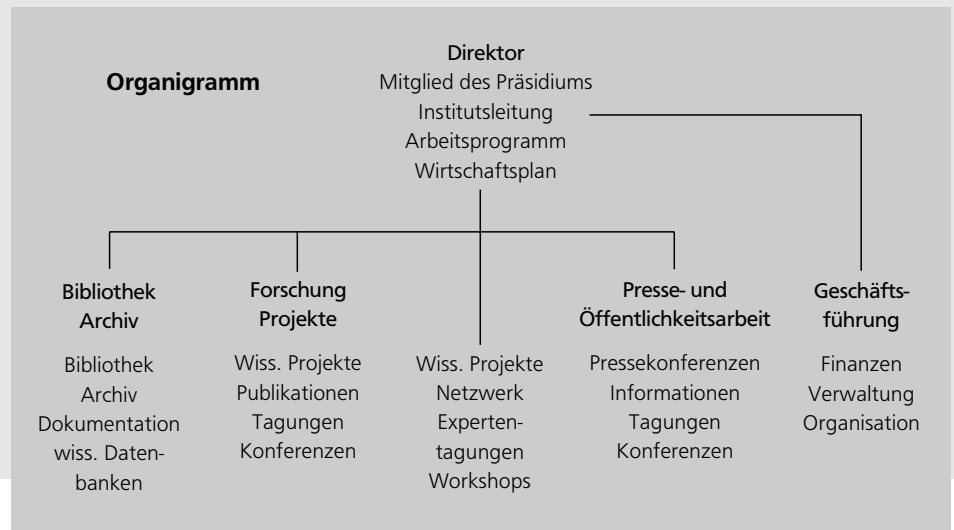 Organigramm
Direktor
Mitglied des Präsidiums
Institutsleitung
Arbeitsprogramm
Wirtschaftsplan
Bibliothek
Archiv
Bibliothek
Archiv
Dokumentation
wiss. Daten-
banken
Forschung
Projekte
Wiss. Projekte
Publikationen
Tagungen
Konferenzen
Wiss. Projekte
Netzwerk
Experten-
tagungen
Workshops
Presse- und
Öffentlichkeitsarbeit
Pressekonferenzen
Informationen
Tagungen
Konferenzen
Geschäfts-
führung
Finanzen
Verwaltung
Organisation